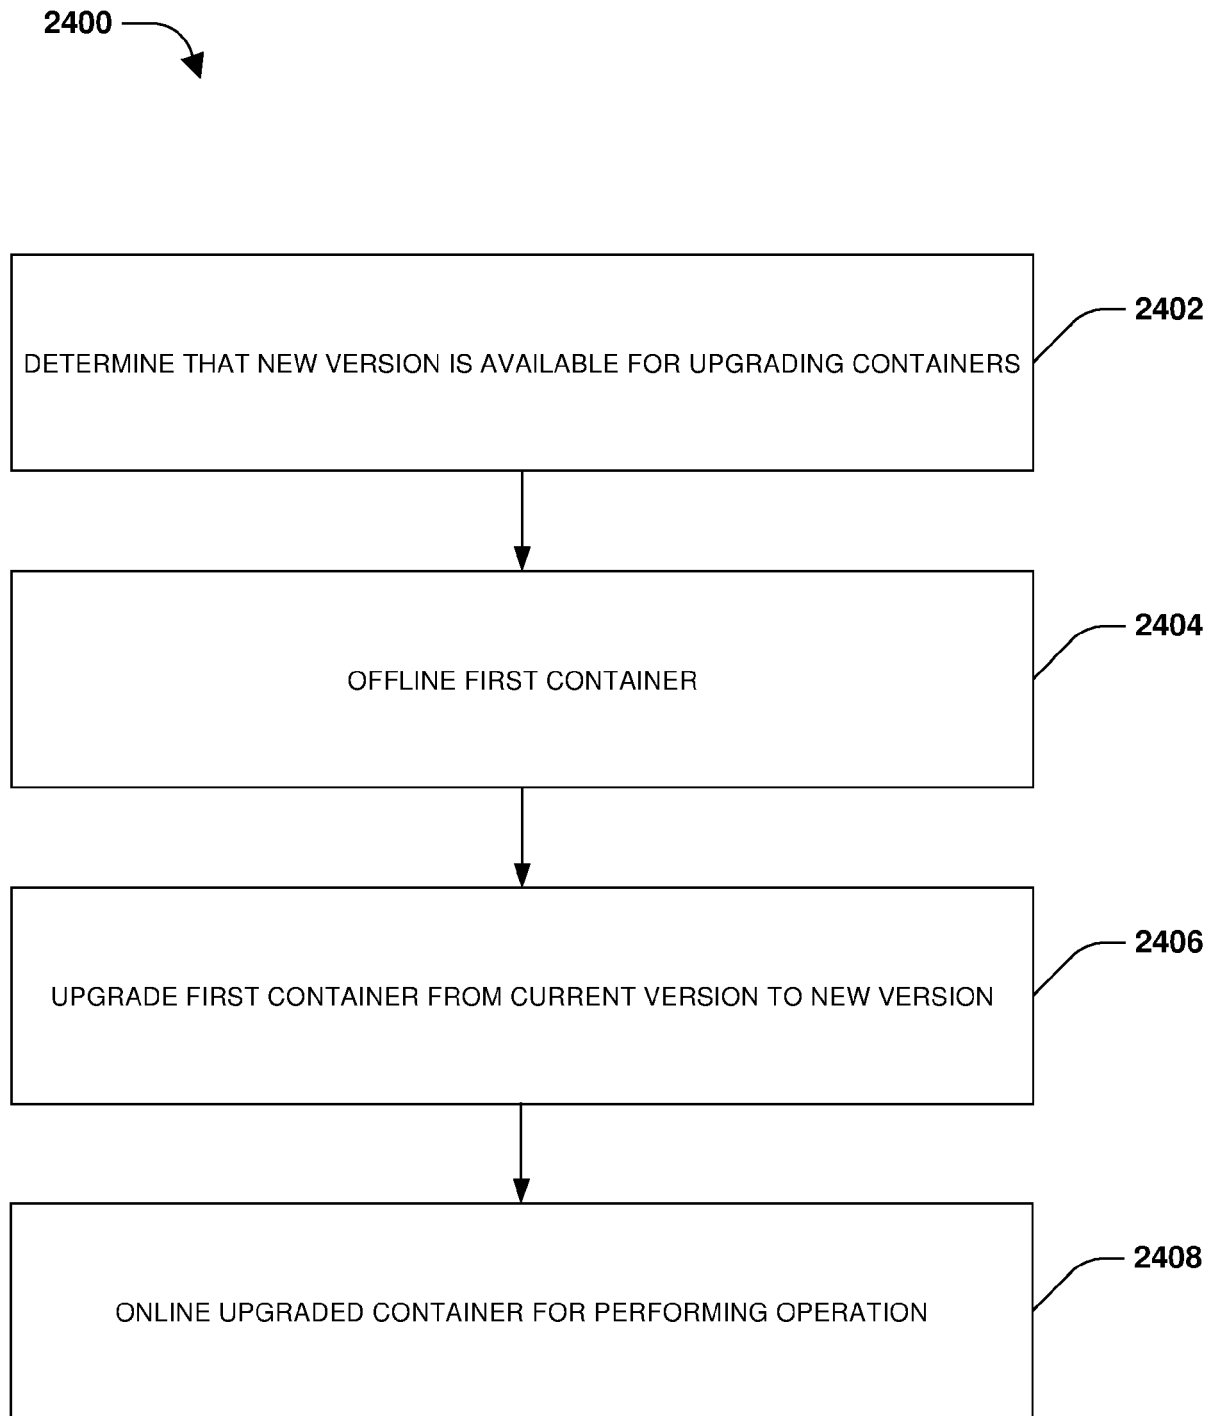 2400
2402
DETERMINE THAT NEW VERSION IS AVAILABLE FOR UPGRADING CONTAINERS
2404
OFFLINE FIRST CONTAINER
2406
UPGRADE FIRST CONTAINER FROM CURRENT VERSION TO NEW VERSION
2408
ONLINE UPGRADED CONTAINER FOR PERFORMING OPERATION